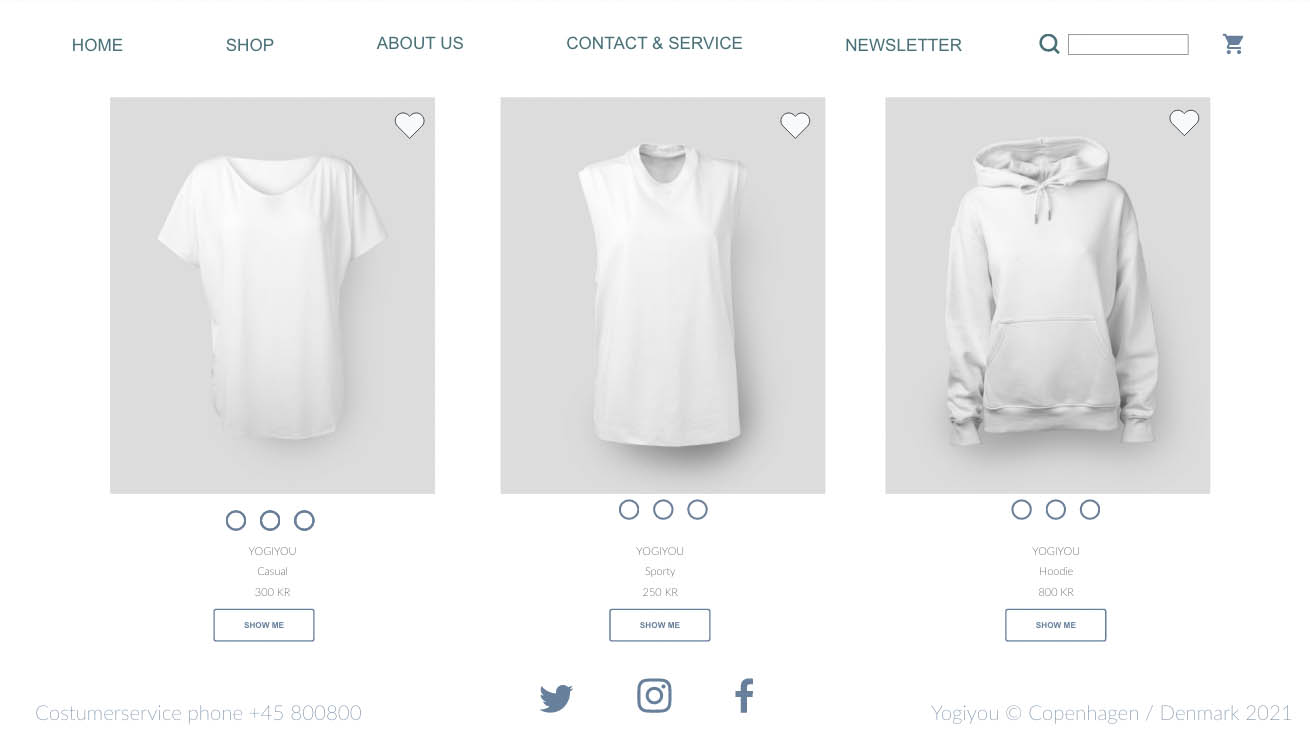 HOME
SHOP
ABOUT US
CONTACT & SERVICE
NEWSLETTER
YOGIYOU
Casual
300 KR
SHOW ME
YOGIYOU
Sporty
250 KR
SHOW ME
YOGIYOU
Hoodie
800 KR
SHOW ME
Costumerservice phone +45 800800
Yogiyou © Copenhagen / Denmark 2021